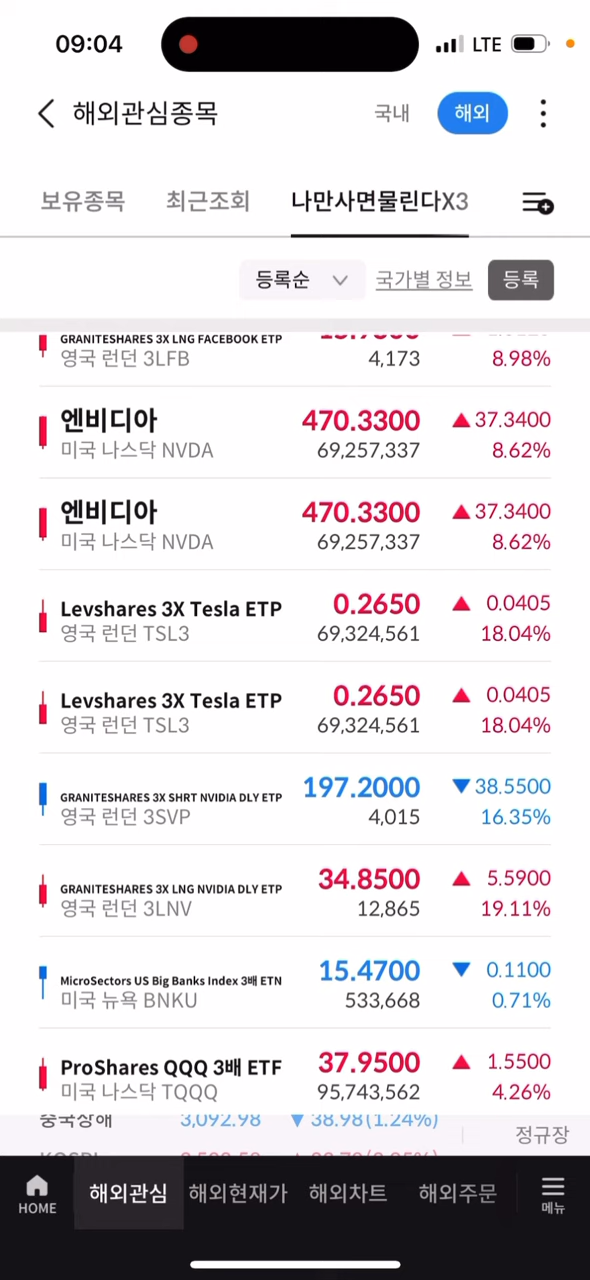 09:04
LTE
해외관심종목
국내
해외
보유종목
최근조회
나만사면물린다X3
등록순
국가별 정보
등록
GRANITESHARES 3X LNG FACEBOOK ETP
영국 런던 3LFB
4,173
8.98%
엔비디아
470.3300
▲37.3400
미국 나스닥 NVDA
69,257,337
8.62%
엔비디아
470.3300
▲37.3400
미국 나스닥 NVDA
69,257,337
8.62%
Levshares 3X Tesla ETP
0.2650
▲ 0.0405
영국 런던 TSL3
69,324,561
18.04%
Levshares 3X Tesla ETP
0.2650
▲ 0.0405
영국 런던 TSL3
69,324,561
18.04%
GRANITESHARES 3X SHRT NVIDIA DLY ETP
197.2000
▼38.5500
영국 런던 3SVP
4,015
16.35%
GRANITESHARES 3X LNG NVIDIA DLY ETP
34.8500
▲ 5.5900
영국 런던 3LNV
12,865
19.11%
MicroSectors US Big Banks Index 3배 ETN
15.4700
▼ 0.1100
미국 뉴욕 BNKU
533,668
0.71%
ProShares QQQ 3배 ETF
37.9500
▲ 1.5500
미국 나스닥 TQQQ
95,743,562
4.26%
중국상해
3,092.98
▼ 38.98(1.24%)
정규장
HOME
해외관심
해외현재가
해외차트
해외주문
메뉴